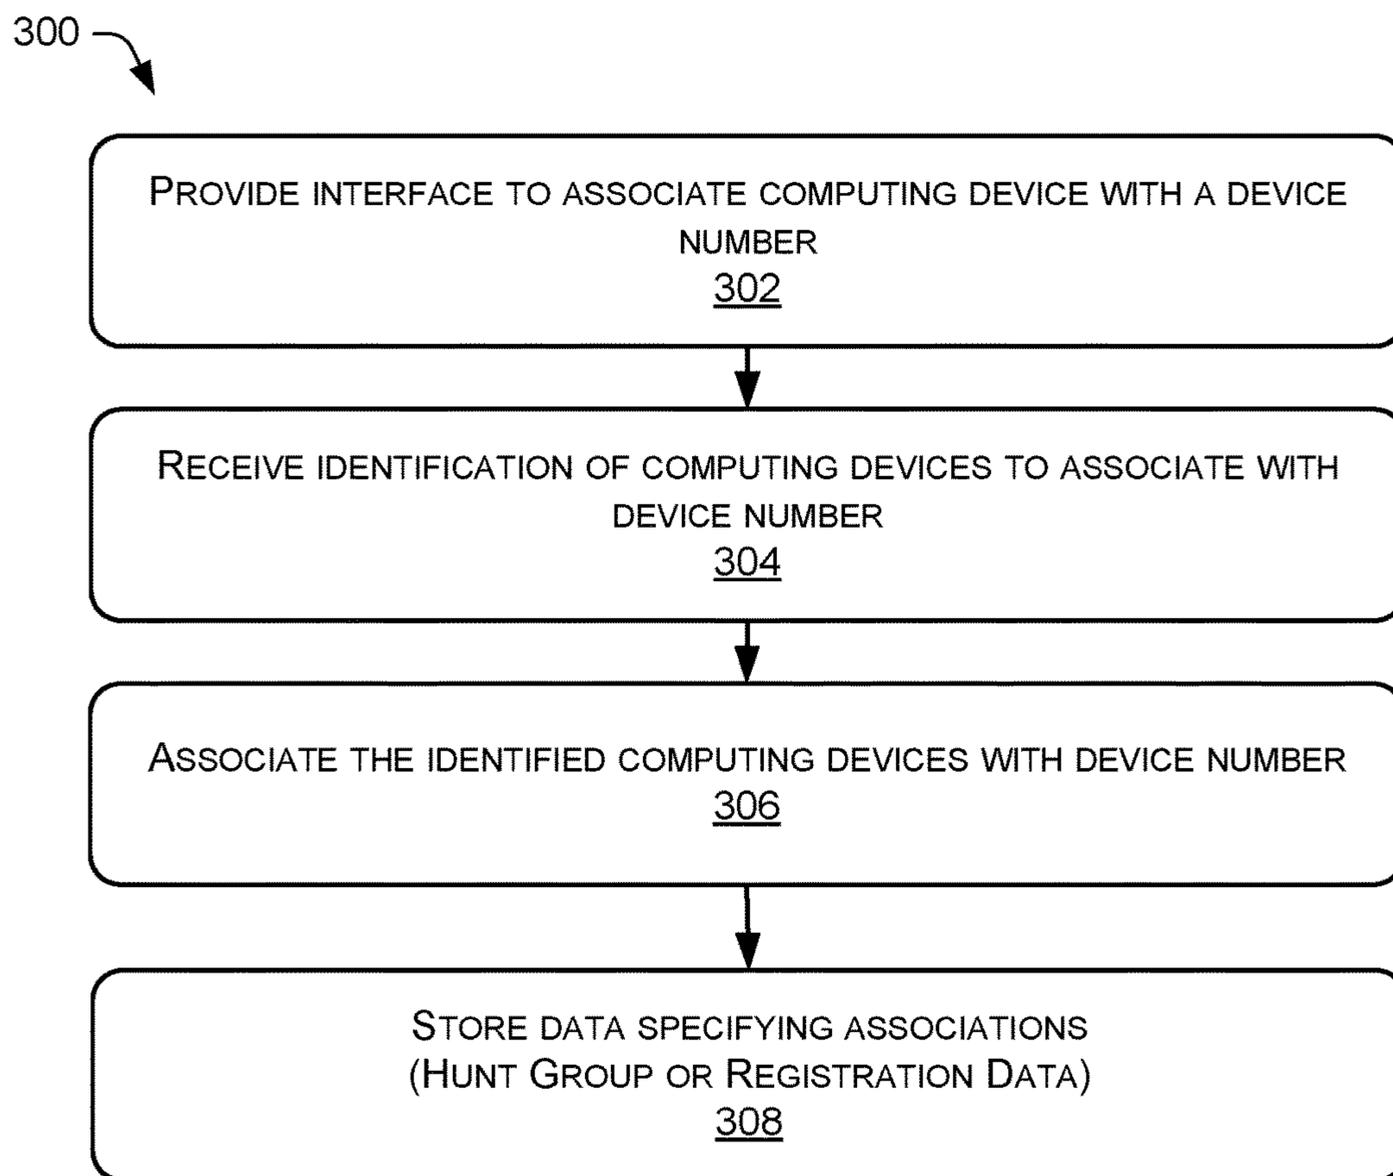 300
PROVIDE INTERFACE TO ASSOCIATE COMPUTING DEVICE WITH A DEVICE
NUMBER
302
RECEIVE IDENTIFICATION OF COMPUTING DEVICES TO ASSOCIATE WITH
DEVICE NUMBER
304
ASSOCIATE THE IDENTIFIED COMPUTING DEVICES WITH DEVICE NUMBER
306
STORE DATA SPECIFYING ASSOCIATIONS
(HUNT GROUP OR REGISTRATION DATA)
308